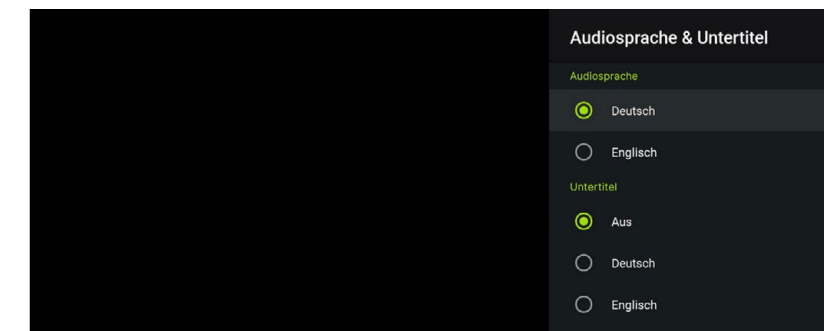 Audiosprache & Untertitel
Audiosprache
Deutsch
Englisch
Untertitel
Aus
Deutsch
Englisch